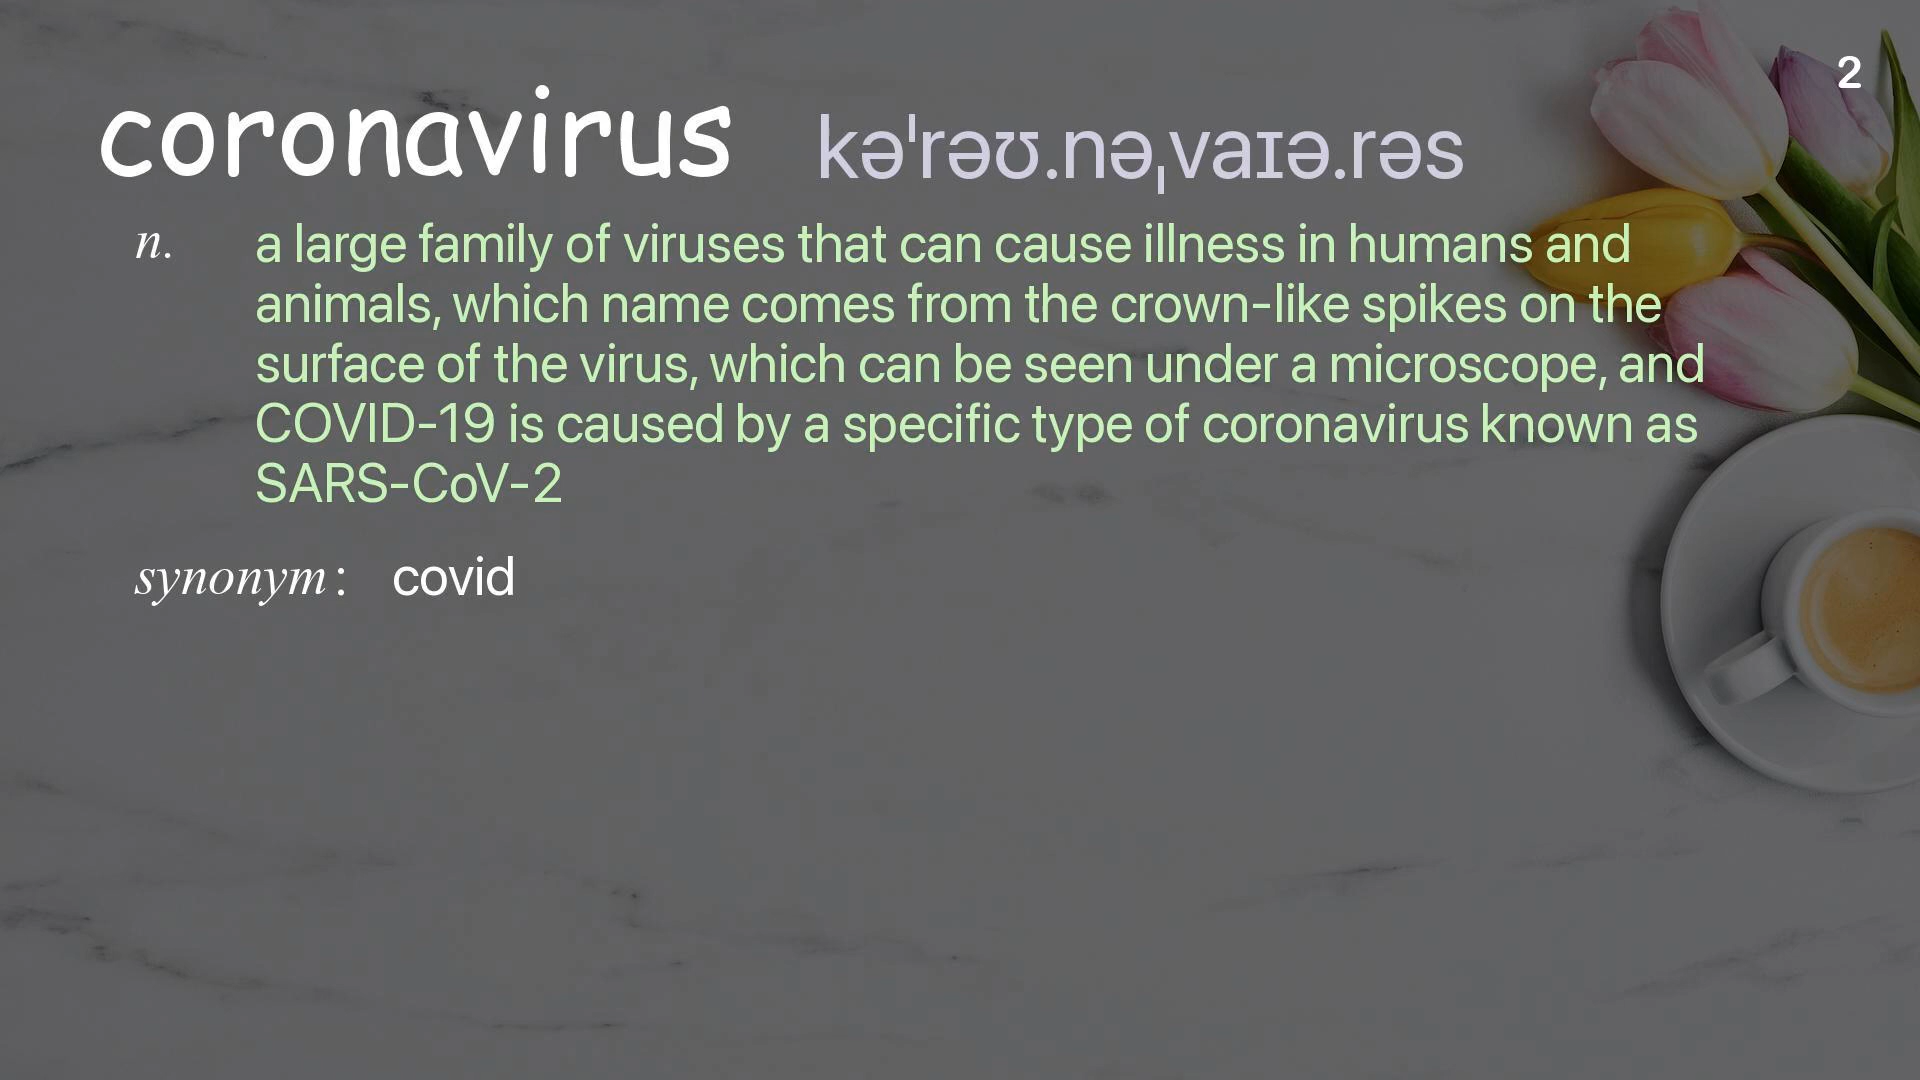 2
coronavirus kəˈrəʊ.nəˌvaɪə.rəs
n. a large family of viruses that can cause illness in humans and
animals, which name comes from the crown-like spikes on the
surface of the virus, which can be seen under a microscope, and
COVID-19 is caused by a specific type of coronavirus known as
SARS-CoV-2
synonym : covid